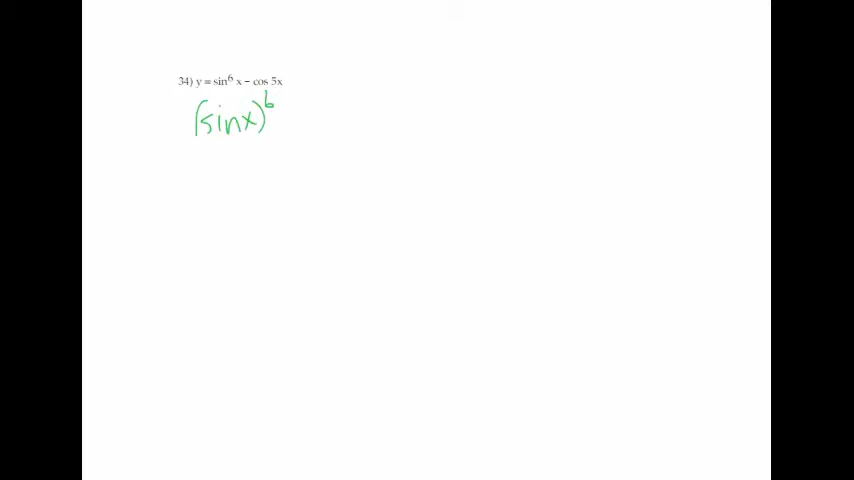 34) y = sin⁶ x − cos 5x
(sinx)⁶